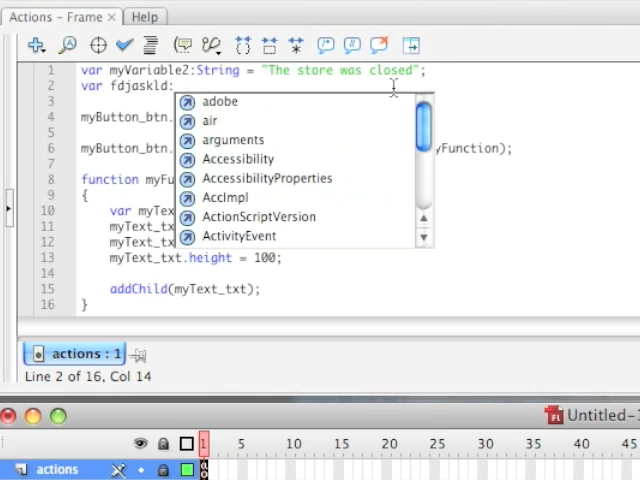 Actions - Frame × Help
1 var myVariable2:String = "The store was closed";
2 var fdjaskld:
3
adobe
air
4 myButton_btn.
arguments
5
6 myButton_btn. yFunction);
Accessibility
7
AccessibilityProperties
8 function myFu
9 {
AccImpl
10 var myTex
ActionScriptVersion
11 myText_tx
12 myText_tx
ActivityEvent
13 myText_txt.height = 100;
14
15 addChild(myText_txt);
16 }
actions : 1
Line 2 of 16, Col 14
Untitled-1
1 5 10 15 20 25 30 35 40 45
actions